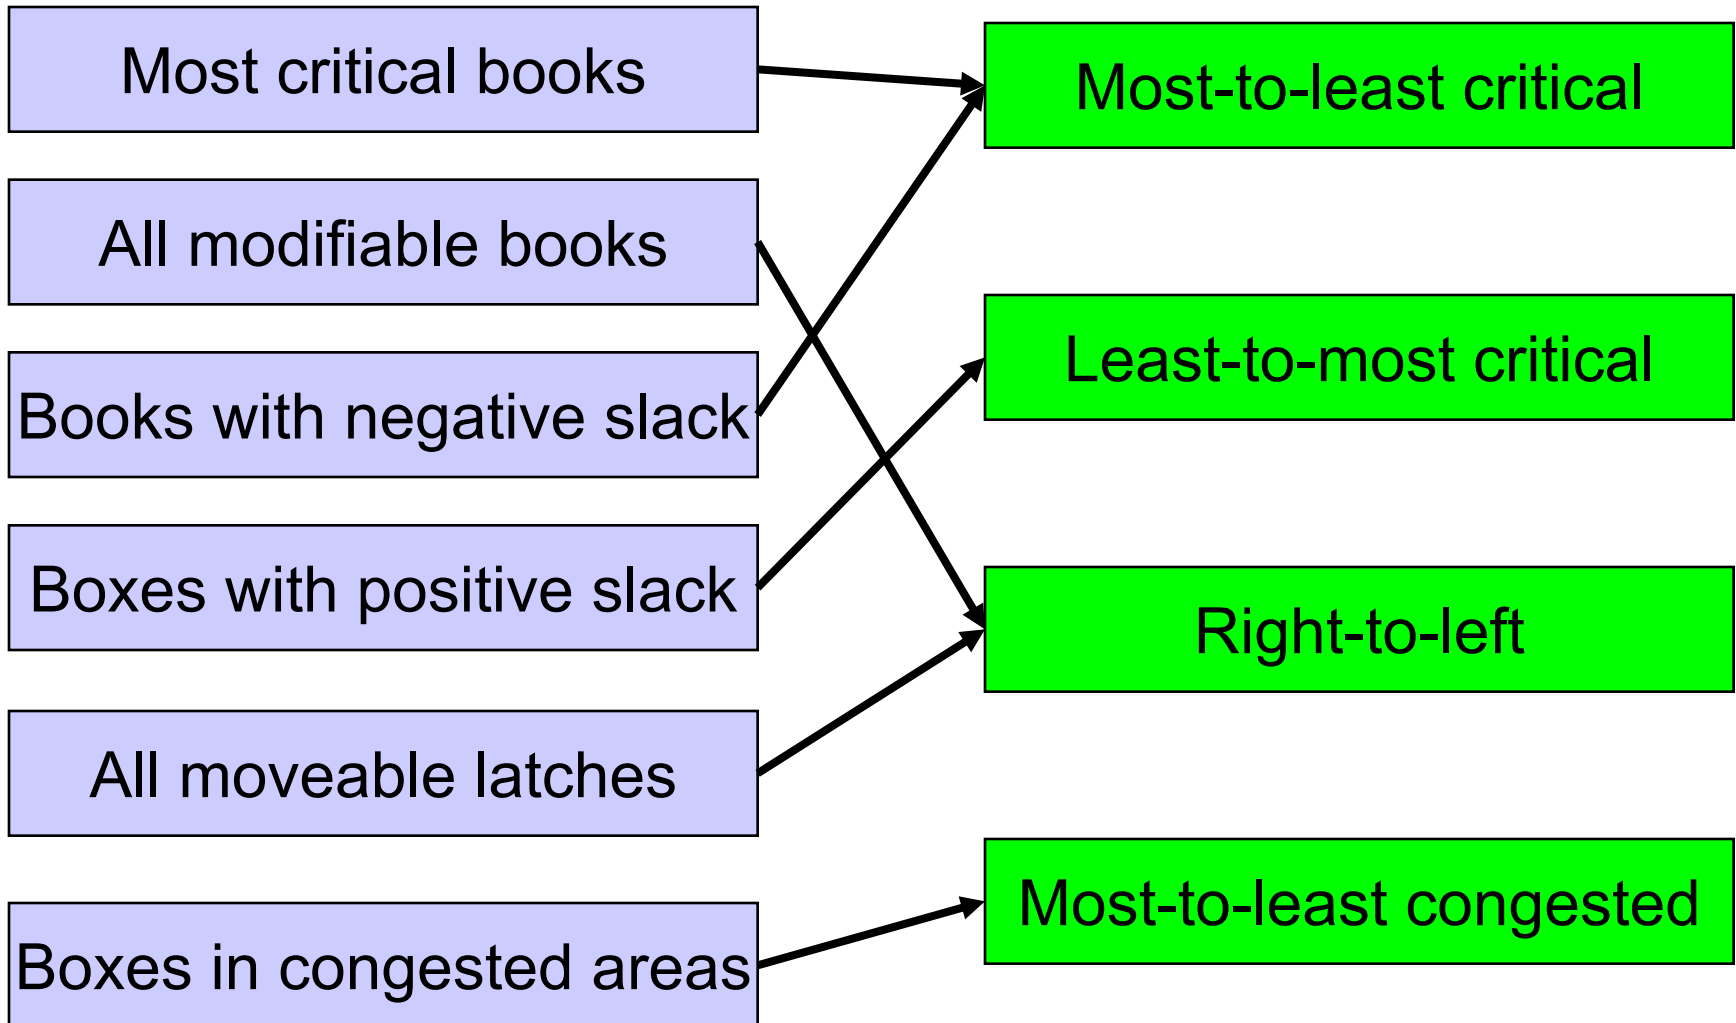 Most critical books
All modifiable books
Books with negative slack
Boxes with positive slack
All moveable latches
Boxes in congested areas
Most-to-least critical
Least-to-most critical
Right-to-left
Most-to-least congested